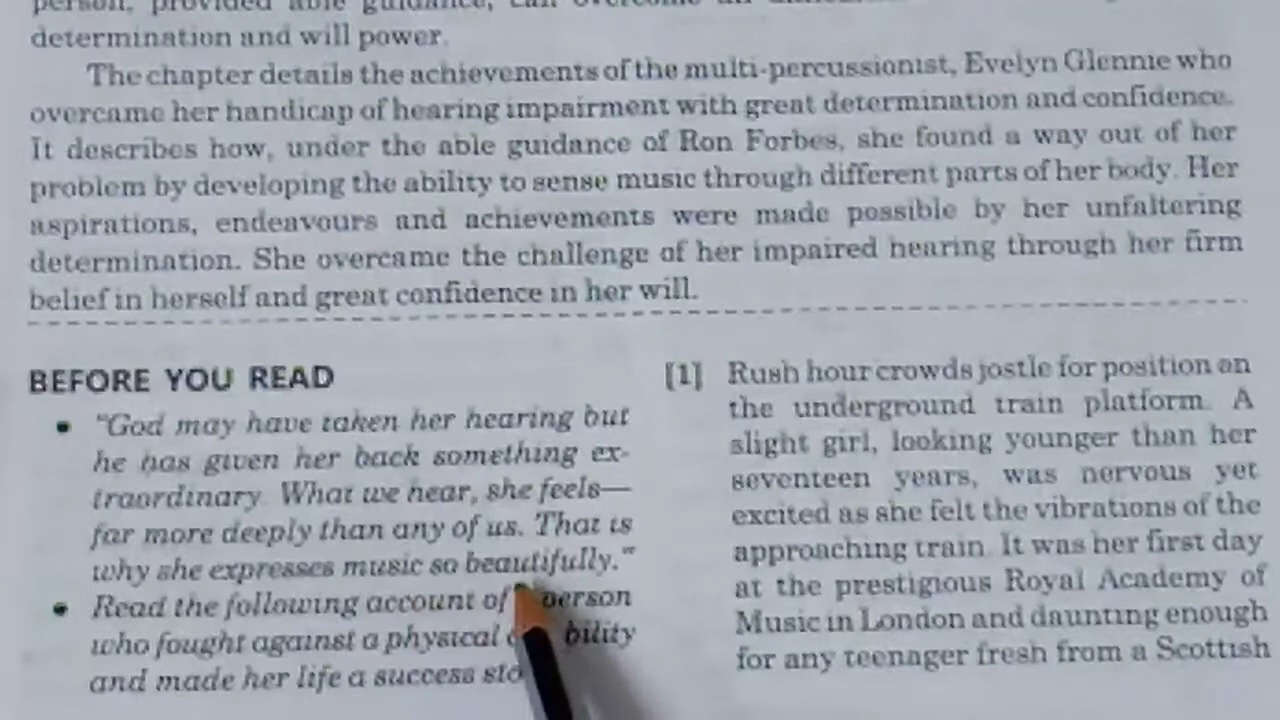 person, provided able guidance, can overcome
determination and will power.
The chapter details the achievements of the multi-percussionist, Evelyn Glennie who
overcame her handicap of hearing impairment with great determination and confidence.
It describes how, under the able guidance of Ron Forbes, she found a way out of her
problem by developing the ability to sense music through different parts of her body. Her
aspirations, endeavours and achievements were made possible by her unfaltering
determination. She overcame the challenge of her impaired hearing through her firm
belief in herself and great confidence in her will.
BEFORE YOU READ
• "God may have taken her hearing but
he has given her back something ex-
traordinary. What we hear, she feels—
far more deeply than any of us. That is
why she expresses music so beautifully."
• Read the following account of person
who fought against a physical bility
and made her life a success sto
[1] Rush hour crowds jostle for position on
the underground train platform. A
slight girl, looking younger than her
seventeen years, was nervous yet
excited as she felt the vibrations of the
approaching train. It was her first day
at the prestigious Royal Academy of
Music in London and daunting enough
for any teenager fresh from a Scottish